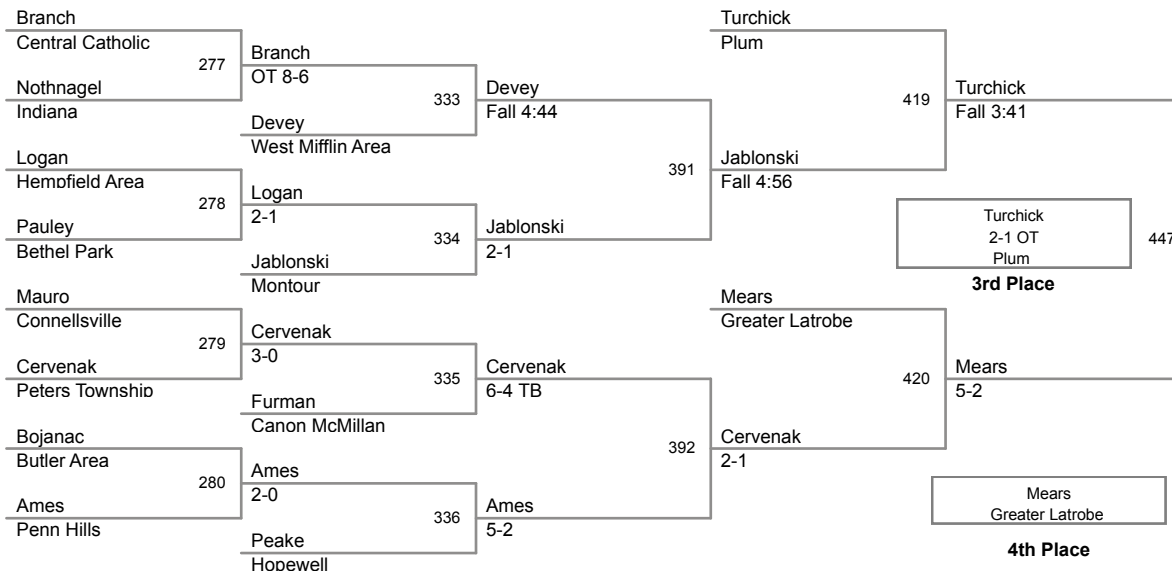 Branch
Central Catholic
277
Nothnagel
Indiana
Logan
Hempfield Area
278
Pauley
Bethel Park
Mauro
Connellsville
279
Cervenak
Peters Township
Bojanac
Butler Area
280
Ames
Penn Hills
Branch
OT 8-6
333
Devey
West Mifflin Area
Logan
2-1
334
Jablonski
Montour
Cervenak
3-0
335
Furman
Canon McMillan
Ames
2-0
336
Peake
Hopewell
Devey
Fall 4:44
391
Jablonski
2-1
Cervenak
6-4 TB
392
Ames
5-2
Turchick
Plum
419
Jablonski
Fall 4:56
Mears
Greater Latrobe
420
Cervenak
2-1
Turchick
Fall 3:41
Turchick
2-1 OT
Plum
447
3rd Place
Mears
5-2
Mears
Greater Latrobe
4th Place